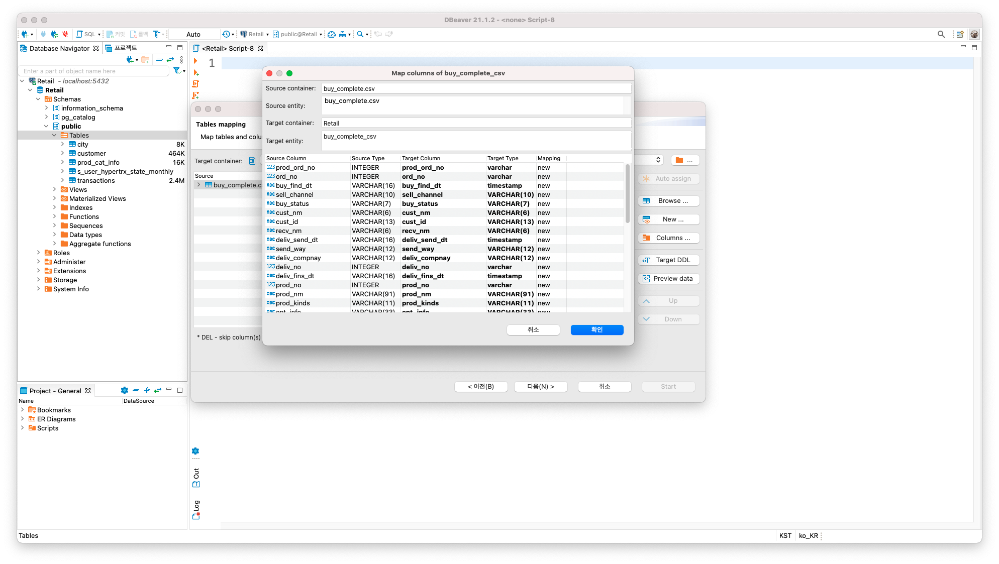 DBeaver 21.1.2 - <none> Script-8
SQL
커밋
롤백
Auto
Retail
public@Retail
Database Navigator
프로젝트
<Retail> Script-8
Enter a part of object name here
1
Retail - localhost:5432
Retail
Schemas
information_schema
pg_catalog
public
Tables
city 8K
customer 464K
prod_cat_info 16K
s_user_hypertrx_state_monthly
transactions 2.4M
Views
Materialized Views
Indexes
Functions
Sequences
Data types
Aggregate functions
Roles
Administer
Extensions
Storage
System Info
Project - General
Name DataSource
Bookmarks
ER Diagrams
Scripts
Tables mapping
Map tables and colu
Target container:
...
Source
buy_complete.cs
Auto assign
Browse ...
New ...
Columns ...
Target DDL
Preview data
Up
Down
* DEL - skip column(s)
< 이전(B)
다음(N) >
취소
Start
Map columns of buy_complete_csv
Source container: buy_complete.csv
Source entity: buy_complete.csv
Target container: Retail
Target entity: buy_complete_csv
Source Column Source Type Target Column Target Type Mapping
123 prod_ord_no INTEGER prod_ord_no varchar new
123 ord_no INTEGER ord_no varchar new
ABC buy_find_dt VARCHAR(16) buy_find_dt timestamp new
ABC sell_channel VARCHAR(10) sell_channel VARCHAR(10) new
ABC buy_status VARCHAR(7) buy_status VARCHAR(7) new
ABC cust_nm VARCHAR(6) cust_nm VARCHAR(6) new
ABC cust_id VARCHAR(13) cust_id VARCHAR(13) new
ABC recv_nm VARCHAR(6) recv_nm VARCHAR(6) new
ABC deliv_send_dt VARCHAR(16) deliv_send_dt timestamp new
ABC send_way VARCHAR(12) send_way VARCHAR(12) new
ABC deliv_compnay VARCHAR(12) deliv_compnay VARCHAR(12) new
123 deliv_no INTEGER deliv_no varchar new
ABC deliv_fins_dt VARCHAR(16) deliv_fins_dt timestamp new
123 prod_no INTEGER prod_no varchar new
ABC prod_nm VARCHAR(91) prod_nm VARCHAR(91) new
ABC prod_kinds VARCHAR(11) prod_kinds VARCHAR(11) new
ABC opt_info VARCHAR(33) opt_info VARCHAR(33) new
취소
확인
Out
Log
Tables
KST
ko_KR